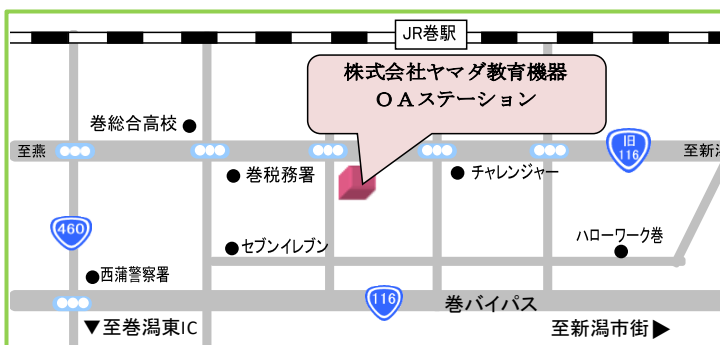 JR巻駅
株式会社ヤマダ教育機器
ＯＡステーション
巻総合高校
至燕
旧
116
至新潟
巻税務署
チャレンジャー
460
セブンイレブン
ハローワーク巻
西蒲警察署
116
巻バイパス
▼至巻潟東IC
至新潟市街▶